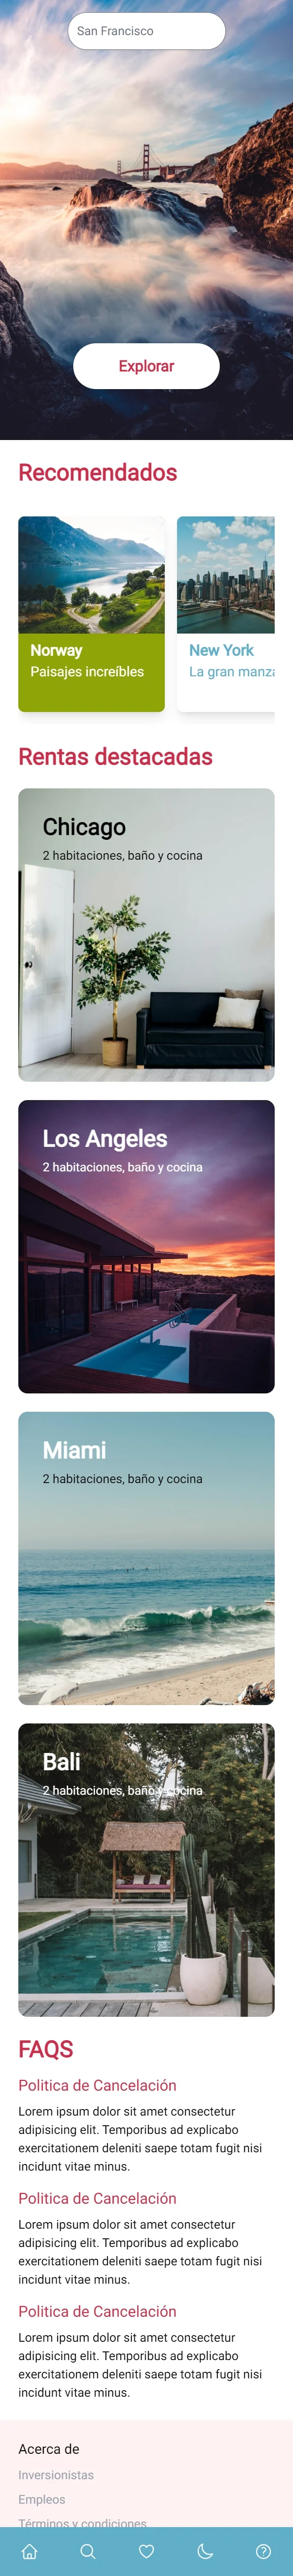 San Francisco
Explorar
Recomendados
Norway
Paisajes increíbles
New York
La gran manza
Rentas destacadas
Chicago
2 habitaciones, baño y cocina
Los Angeles
2 habitaciones, baño y cocina
Miami
2 habitaciones, baño y cocina
Bali
2 habitaciones, baño y cocina
FAQS
Politica de Cancelación
Lorem ipsum dolor sit amet consectetur
adipisicing elit. Temporibus ad explicabo
exercitationem deleniti saepe totam fugit nisi
incidunt vitae minus.
Politica de Cancelación
Lorem ipsum dolor sit amet consectetur
adipisicing elit. Temporibus ad explicabo
exercitationem deleniti saepe totam fugit nisi
incidunt vitae minus.
Politica de Cancelación
Lorem ipsum dolor sit amet consectetur
adipisicing elit. Temporibus ad explicabo
exercitationem deleniti saepe totam fugit nisi
incidunt vitae minus.
Acerca de
Inversionistas
Empleos
Términos y condiciones